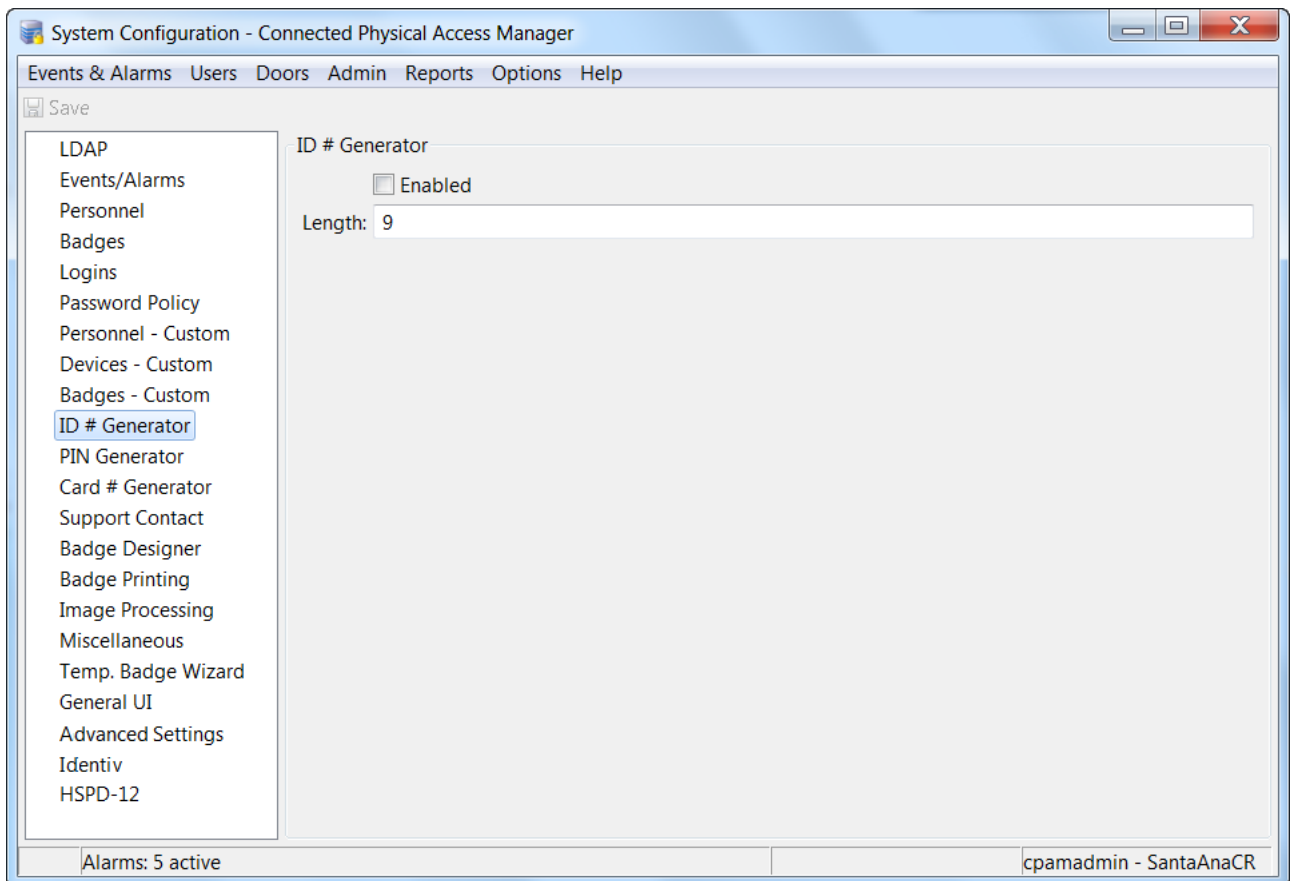 System Configuration - Connected Physical Access Manager
Events & Alarms Users Doors Admin Reports Options Help
Save
LDAP
Events/Alarms
Personnel
Badges
Logins
Password Policy
Personnel - Custom
Devices - Custom
Badges - Custom
ID # Generator
PIN Generator
Card # Generator
Support Contact
Badge Designer
Badge Printing
Image Processing
Miscellaneous
Temp. Badge Wizard
General UI
Advanced Settings
Identiv
HSPD-12
ID # Generator
Enabled
Length: 9
Alarms: 5 active
cpamadmin - SantaAnaCR